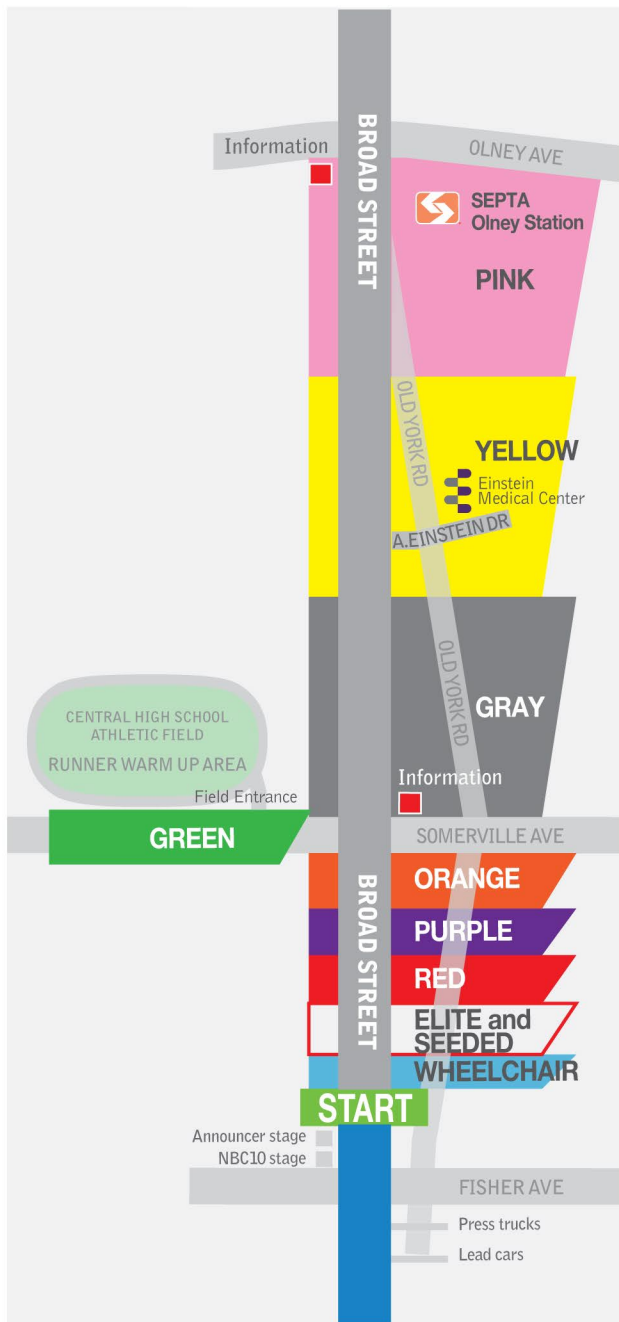 Information
BROAD STREET
OLNEY AVE
SEPTA
Olney Station
PINK
OLD YORK RD
YELLOW
Einstein
Medical Center
A.EINSTEIN DR
OLD YORK RD
GRAY
CENTRAL HIGH SCHOOL
ATHLETIC FIELD
RUNNER WARM UP AREA
Information
Field Entrance
GREEN
SOMERVILLE AVE
BROAD STREET
ORANGE
PURPLE
RED
ELITE and
SEEDED
WHEELCHAIR
START
Announcer stage
NBC10 stage
FISHER AVE
Press trucks
Lead cars